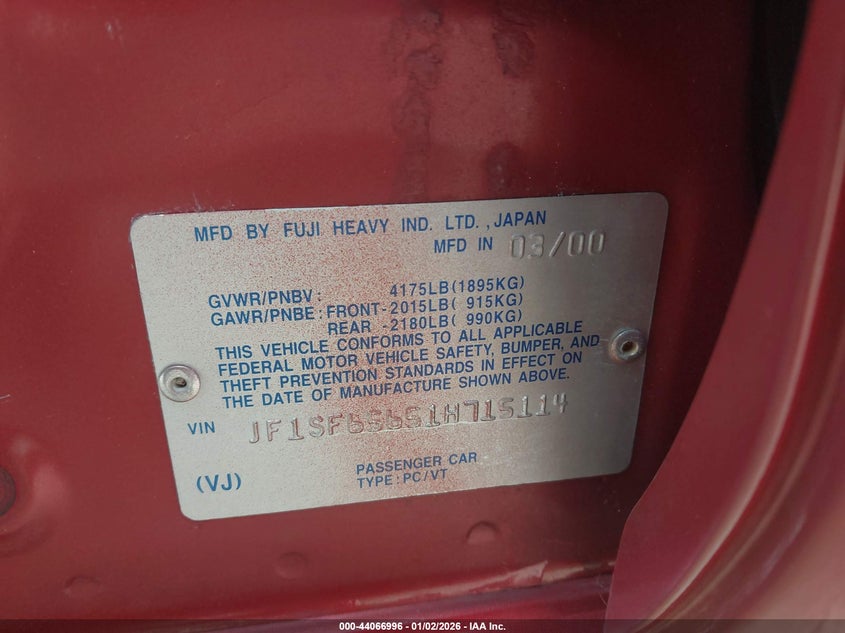 MFD BY FUJI HEAVY IND. LTD., JAPAN
MFD IN 03/00
GVWR/PNBV: 4175LB(1895KG)
GAWR/PNBE: FRONT-2015LB( 915KG)
REAR -2180LB( 990KG)
THIS VEHICLE CONFORMS TO ALL APPLICABLE
FEDERAL MOTOR VEHICLE SAFETY, BUMPER, AND
THEFT PREVENTION STANDARDS IN EFFECT ON
THE DATE OF MANUFACTURE SHOWN ABOVE.
VIN JF1SF65651H715114
(VJ) PASSENGER CAR
TYPE: PC/VT
000-44066996 - 01/02/2026 - IAA Inc.